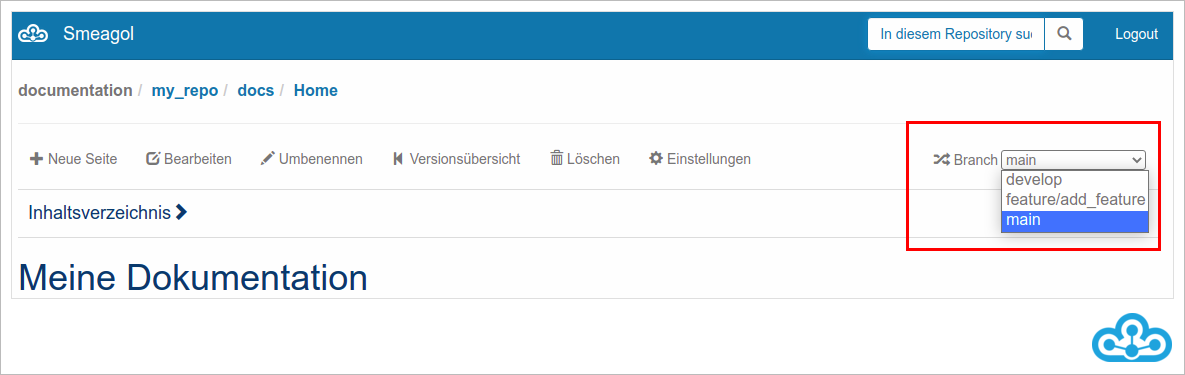 Smeagol In diesem Repository suc Logout
documentation / my_repo / docs / Home
Neue Seite Bearbeiten Umbenennen Versionsübersicht Löschen Einstellungen Branch main
develop
feature/add_feature
main
Inhaltsverzeichnis
Meine Dokumentation